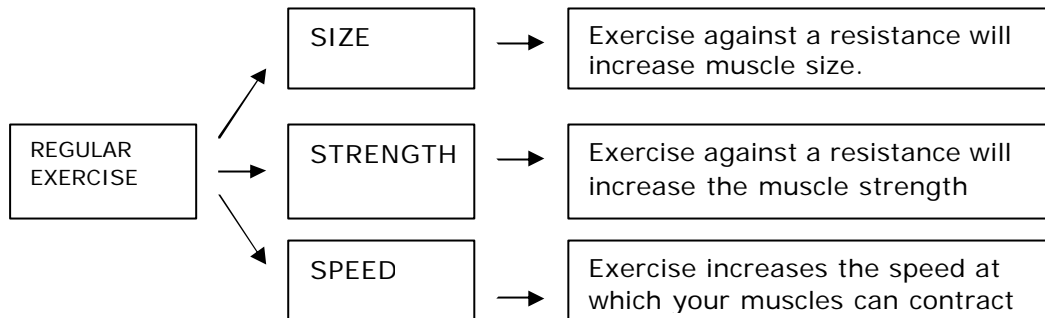 SIZE
Exercise against a resistance will
increase muscle size.
REGULAR
EXERCISE
STRENGTH
Exercise against a resistance will
increase the muscle strength
SPEED
Exercise increases the speed at
which your muscles can contract